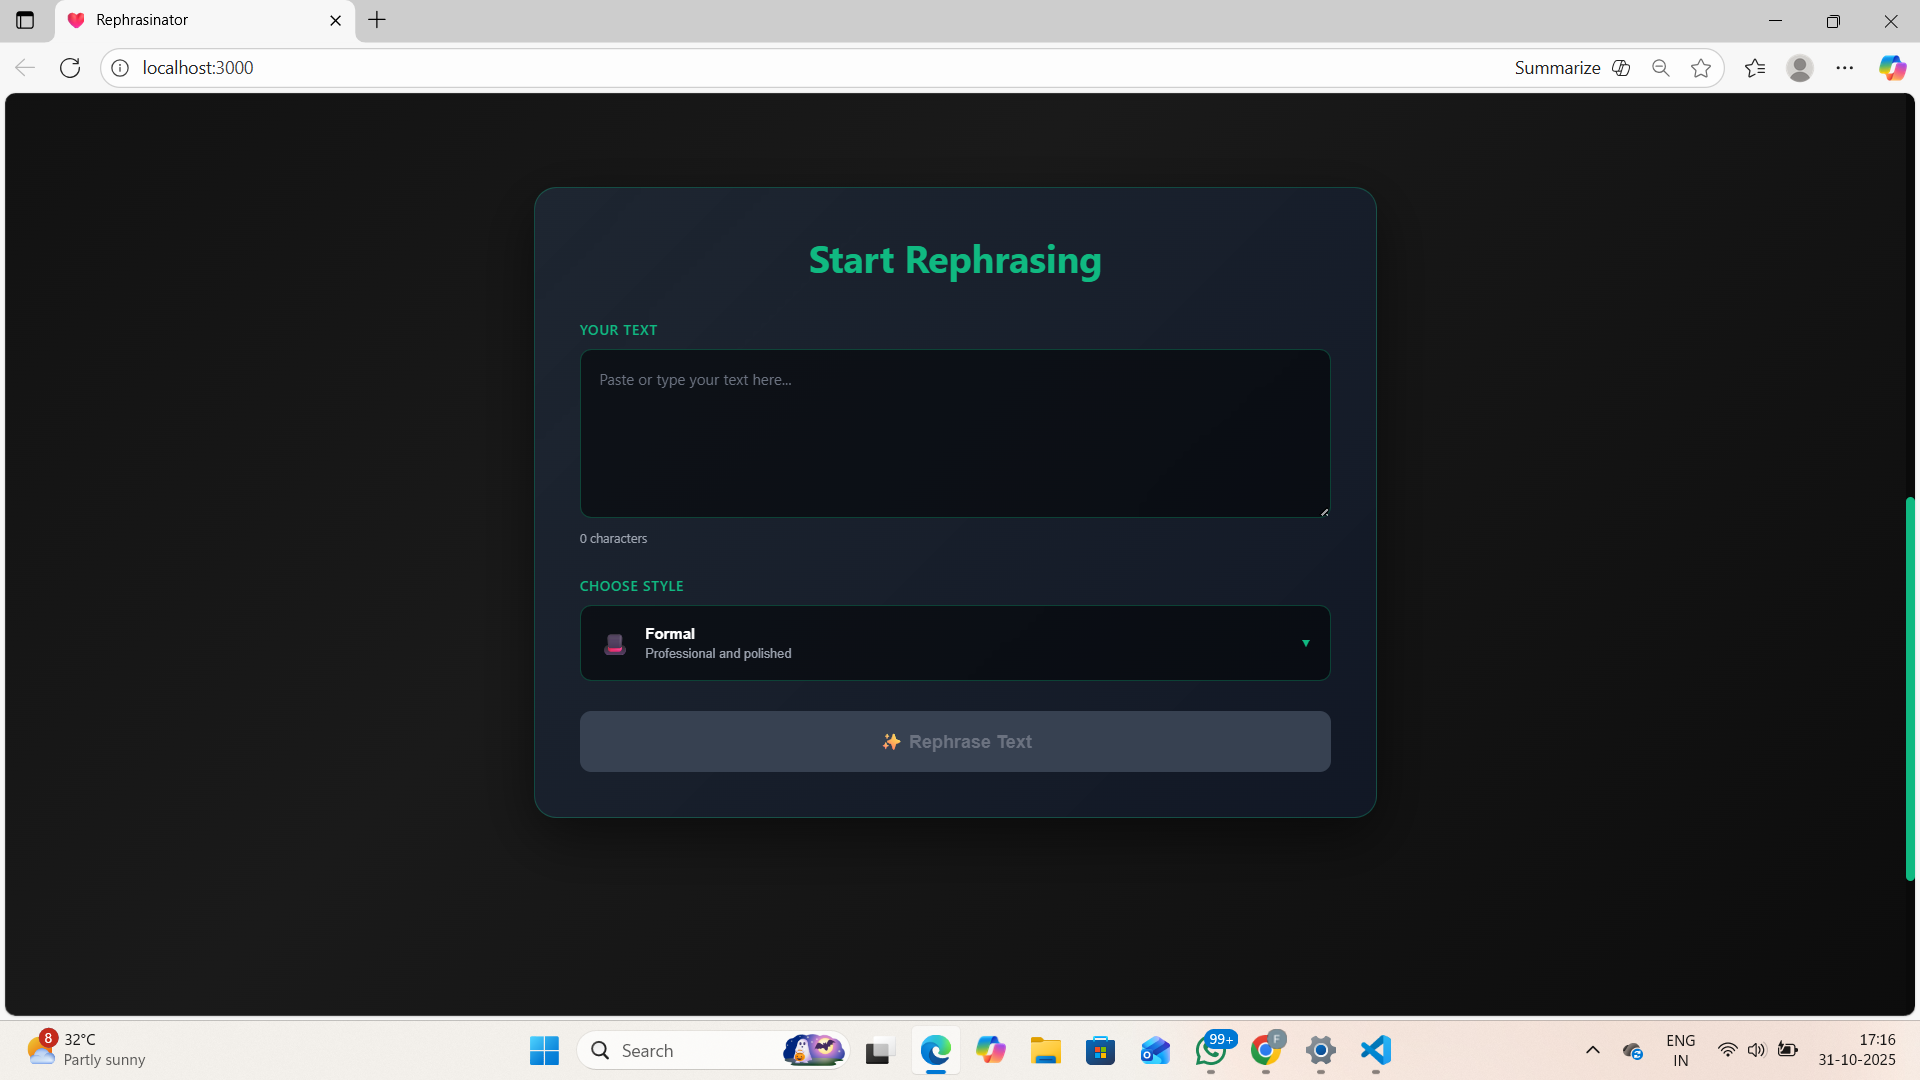 Rephrasinator
localhost:3000
Summarize
Start Rephrasing
YOUR TEXT
Paste or type your text here...
0 characters
CHOOSE STYLE
Formal
Professional and polished
▼
✨ Rephrase Text
8
32°C
Partly sunny
Search
99+
F
ENG
IN
17:16
31-10-2025